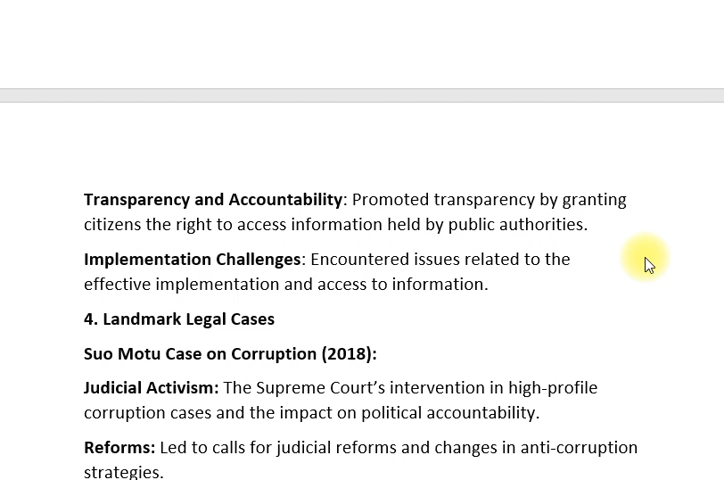 Transparency and Accountability: Promoted transparency by granting
citizens the right to access information held by public authorities.
Implementation Challenges: Encountered issues related to the
effective implementation and access to information.
4. Landmark Legal Cases
Suo Motu Case on Corruption (2018):
Judicial Activism: The Supreme Court’s intervention in high-profile
corruption cases and the impact on political accountability.
Reforms: Led to calls for judicial reforms and changes in anti-corruption
strategies.